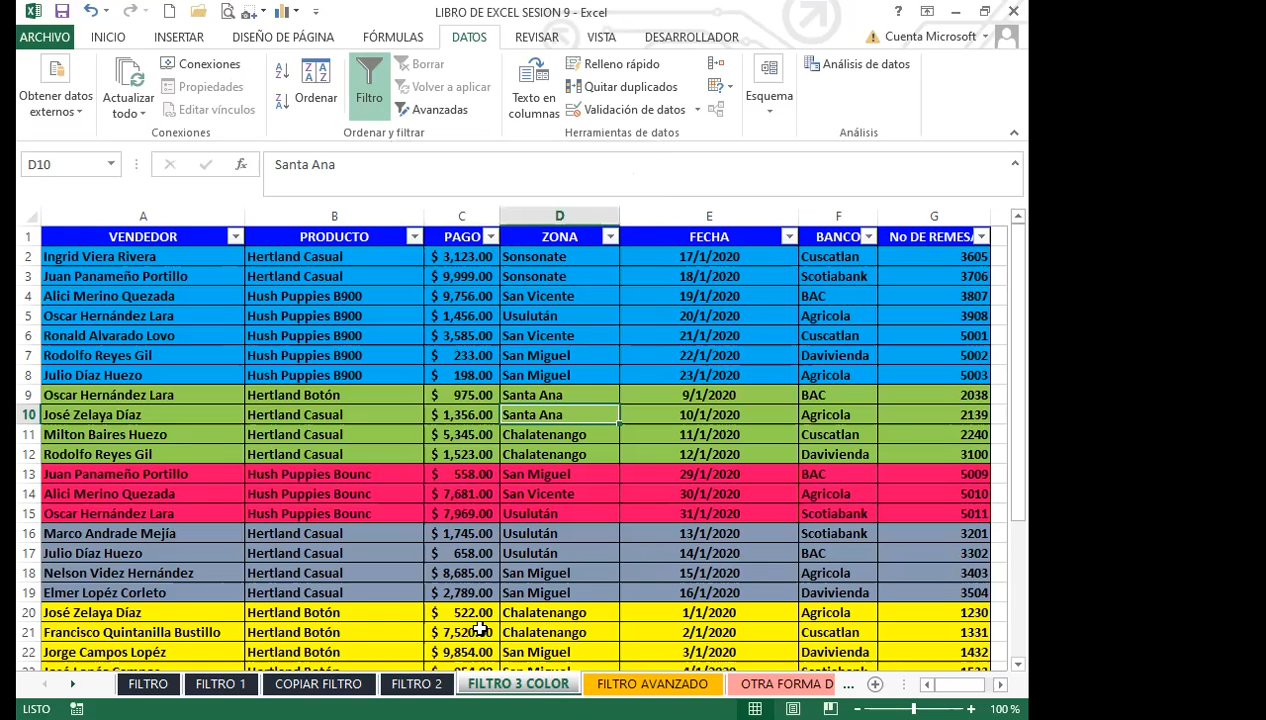 LIBRO DE EXCEL SESION 9 - Excel
ARCHIVO INICIO INSERTAR DISEÑO DE PÁGINA FÓRMULAS DATOS REVISAR VISTA DESARROLLADOR Cuenta Microsoft
Conexiones Borrar Relleno rápido Análisis de datos
Propiedades Volver a aplicar Quitar duplicados
Obtener datos externos Actualizar todo Editar vínculos Ordenar Filtro Avanzadas Texto en columnas Validación de datos Esquema
Conexiones Ordenar y filtrar Herramientas de datos Análisis
D10 fx Santa Ana
A B C D E F G
1 VENDEDOR PRODUCTO PAGO ZONA FECHA BANCO No DE REMES
2 Ingrid Viera Rivera Hertland Casual $ 3,123.00 Sonsonate 17/1/2020 Cuscatlan 3605
3 Juan Panameño Portillo Hertland Casual $ 9,999.00 Sonsonate 18/1/2020 Scotiabank 3706
4 Alici Merino Quezada Hush Puppies B900 $ 9,756.00 San Vicente 19/1/2020 BAC 3807
5 Oscar Hernández Lara Hush Puppies B900 $ 1,456.00 Usulután 20/1/2020 Agricola 3908
6 Ronald Alvarado Lovo Hush Puppies B900 $ 3,585.00 San Vicente 21/1/2020 Cuscatlan 5001
7 Rodolfo Reyes Gil Hush Puppies B900 $ 233.00 San Miguel 22/1/2020 Davivienda 5002
8 Julio Díaz Huezo Hush Puppies B900 $ 198.00 San Miguel 23/1/2020 Agricola 5003
9 Oscar Hernández Lara Hertland Botón $ 975.00 Santa Ana 9/1/2020 BAC 2038
10 José Zelaya Díaz Hertland Casual $ 1,356.00 Santa Ana 10/1/2020 Agricola 2139
11 Milton Baires Huezo Hertland Casual $ 5,345.00 Chalatenango 11/1/2020 Cuscatlan 2240
12 Rodolfo Reyes Gil Hertland Casual $ 1,523.00 Chalatenango 12/1/2020 Davivienda 3100
13 Juan Panameño Portillo Hush Puppies Bounc $ 558.00 San Miguel 29/1/2020 BAC 5009
14 Alici Merino Quezada Hush Puppies Bounc $ 7,681.00 San Vicente 30/1/2020 Agricola 5010
15 Oscar Hernández Lara Hush Puppies Bounc $ 7,969.00 Usulután 31/1/2020 Scotiabank 5011
16 Marco Andrade Mejía Hertland Casual $ 1,745.00 Usulután 13/1/2020 Scotiabank 3201
17 Julio Díaz Huezo Hertland Casual $ 658.00 Usulután 14/1/2020 BAC 3302
18 Nelson Videz Hernández Hertland Casual $ 8,685.00 San Miguel 15/1/2020 Agricola 3403
19 Elmer Lopéz Corleto Hertland Casual $ 2,789.00 San Miguel 16/1/2020 Davivienda 3504
20 José Zelaya Díaz Hertland Botón $ 522.00 Chalatenango 1/1/2020 Agricola 1230
21 Francisco Quintanilla Bustillo Hertland Botón $ Chalatenango 2/1/2020 Cuscatlan 1331
22 Jorge Campos Lopéz Hertland Botón $ 9,854.00 San Miguel 3/1/2020 Davivienda 1432
FILTRO FILTRO 1 COPIAR FILTRO FILTRO 2 FILTRO 3 COLOR FILTRO AVANZADO OTRA FORMA D ...
LISTO 100 %